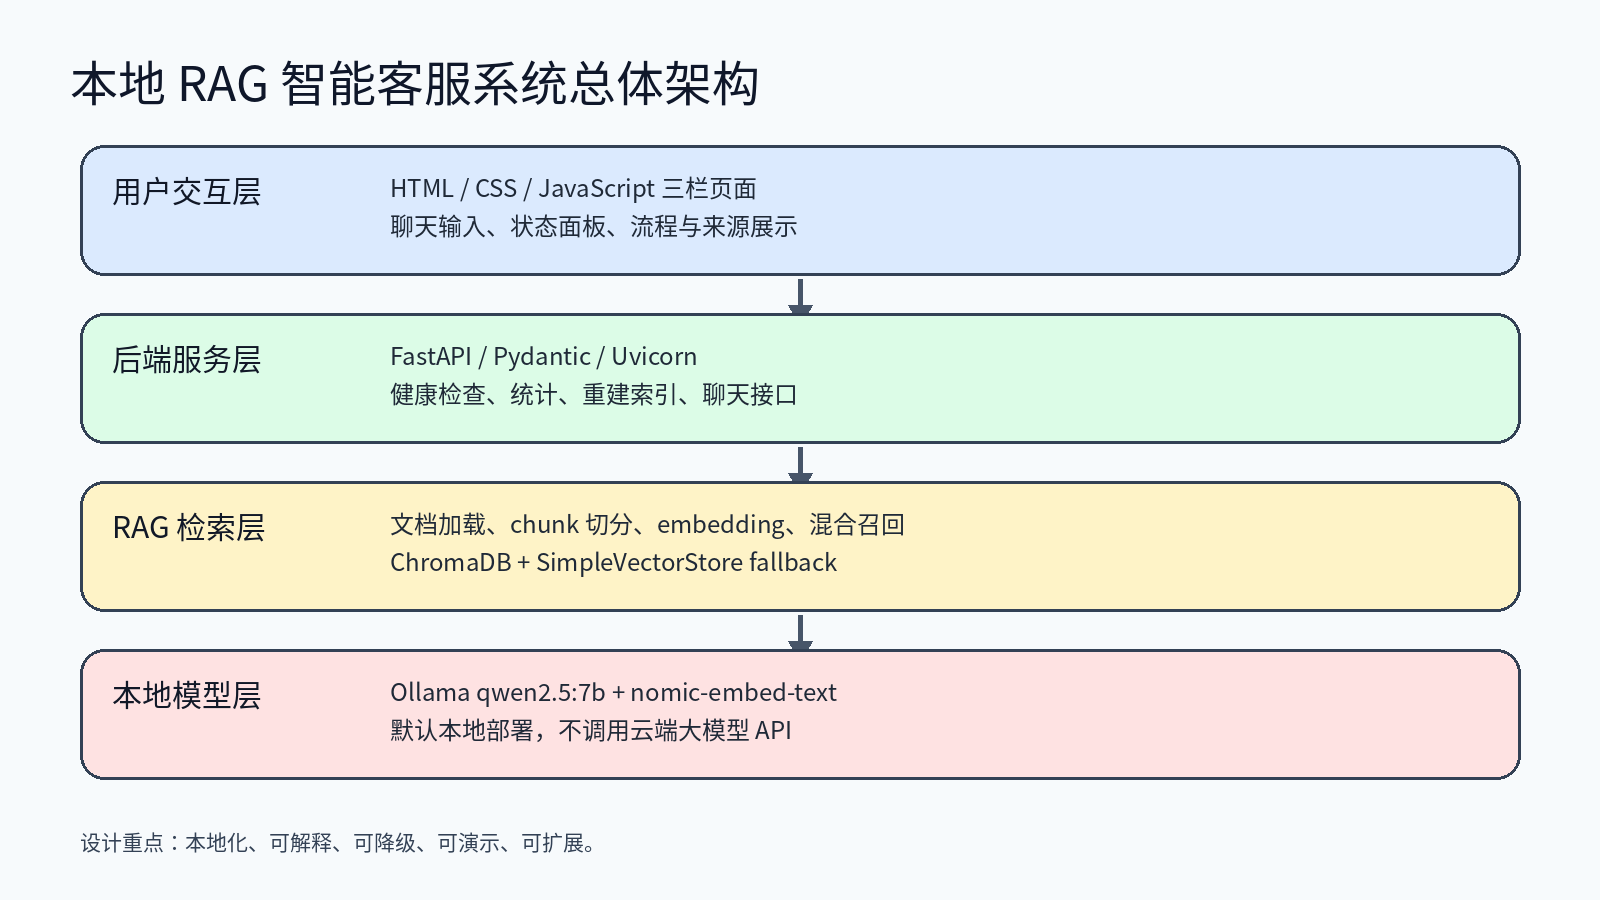 本地 RAG 智能客服系统总体架构
用户交互层
HTML / CSS / JavaScript 三栏页面
聊天输入、状态面板、流程与来源展示
后端服务层
FastAPI / Pydantic / Uvicorn
健康检查、统计、重建索引、聊天接口
RAG 检索层
文档加载、chunk 切分、embedding、混合召回
ChromaDB + SimpleVectorStore fallback
本地模型层
Ollama qwen2.5:7b + nomic-embed-text
默认本地部署，不调用云端大模型 API
设计重点：本地化、可解释、可降级、可演示、可扩展。